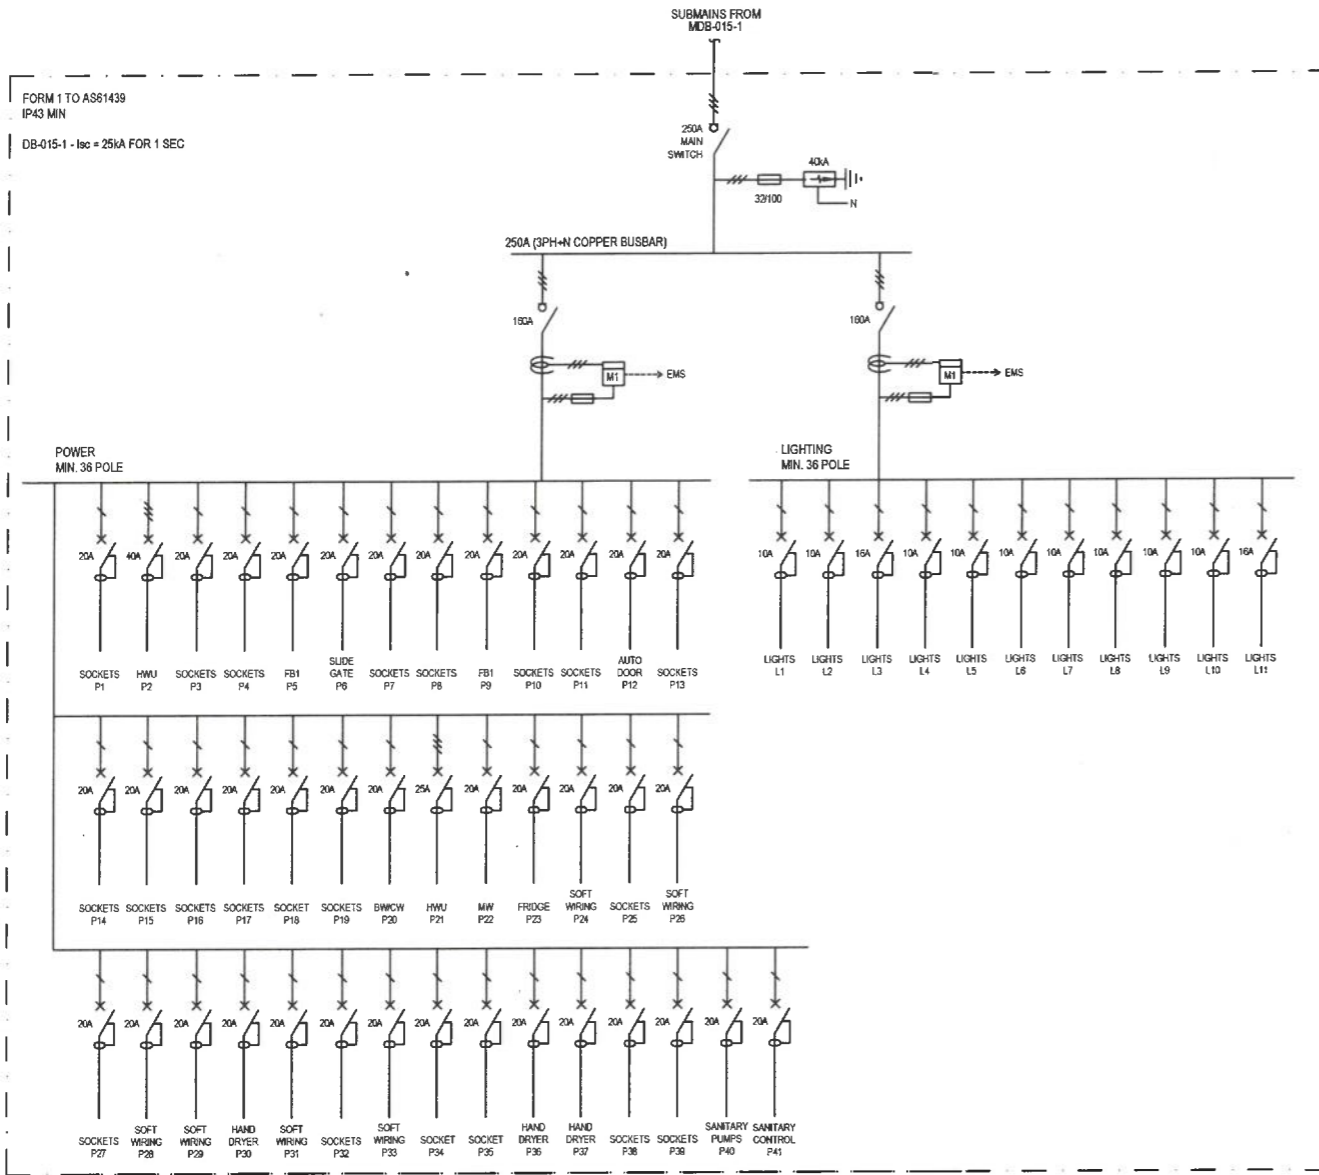 SUBMAINS FROM
MDB-015-1
FORM 1 TO AS61439
IP43 MIN
DB-015-1 - Isc = 25kA FOR 1 SEC
250A
MAIN
SWITCH
40kA
32/100
N
250A (3PH+N COPPER BUSBAR)
160A
160A
M1
EMS
M1
EMS
POWER
MIN. 36 POLE
LIGHTING
MIN. 36 POLE
20A 40A 20A 20A 20A 20A 20A 20A 20A 20A 20A 20A 20A
10A 10A 16A 10A 10A 10A 10A 10A 10A 10A 16A
SOCKETS
P1
HWU
P2
SOCKETS
P3
SOCKETS
P4
FB1
P5
SLIDE
GATE
P6
SOCKETS
P7
SOCKETS
P8
FB1
P9
SOCKETS
P10
SOCKETS
P11
AUTO
DOOR
P12
SOCKETS
P13
LIGHTS
L1
LIGHTS
L2
LIGHTS
L3
LIGHTS
L4
LIGHTS
L5
LIGHTS
L6
LIGHTS
L7
LIGHTS
L8
LIGHTS
L9
LIGHTS
L10
LIGHTS
L11
20A 20A 20A 20A 20A 20A 20A 25A 20A 20A 20A 20A 20A
SOCKETS
P14
SOCKETS
P15
SOCKETS
P16
SOCKETS
P17
SOCKET
P18
SOCKETS
P19
BW/CW
P20
HWU
P21
MW
P22
FRIDGE
P23
SOFT
WIRING
P24
SOCKETS
P25
SOFT
WIRING
P26
20A 20A 20A 20A 20A 20A 20A 20A 20A 20A 20A 20A 20A 20A 20A
SOCKETS
P27
SOFT
WIRING
P28
SOFT
WIRING
P29
HAND
DRYER
P30
SOFT
WIRING
P31
SOCKETS
P32
SOFT
WIRING
P33
SOCKET
P34
SOCKET
P35
HAND
DRYER
P36
HAND
DRYER
P37
SOCKETS
P38
SOCKETS
P39
SANITARY
PUMPS
P40
SANITARY
CONTROL
P41